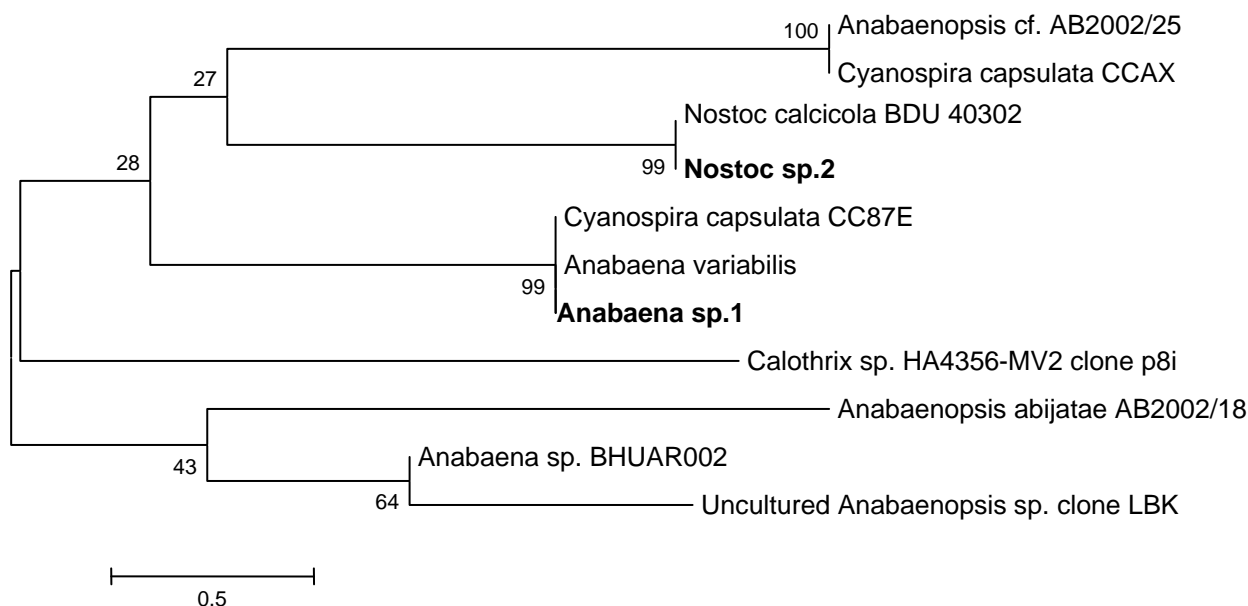 100
Anabaenopsis cf. AB2002/25
Cyanospira capsulata CCAX
27
Nostoc calcicola BDU 40302
99
Nostoc sp.2
28
Cyanospira capsulata CC87E
Anabaena variabilis
99
Anabaena sp.1
Calothrix sp. HA4356-MV2 clone p8i
Anabaenopsis abijatae AB2002/18
43
Anabaena sp. BHUAR002
64
Uncultured Anabaenopsis sp. clone LBK
0.5